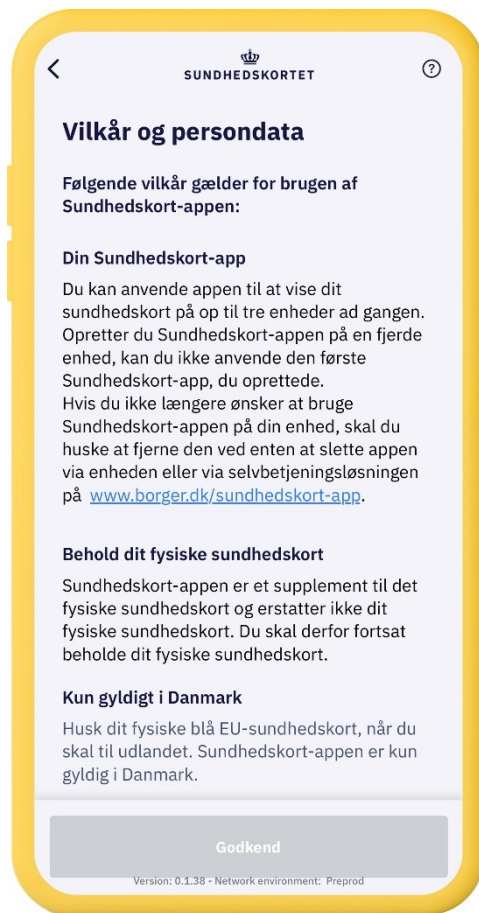 SUNDHEDSKORTET
?
Vilkår og persondata
Følgende vilkår gælder for brugen af
Sundhedskort-appen:
Din Sundhedskort-app
Du kan anvende appen til at vise dit
sundhedskort på op til tre enheder ad gangen.
Opretter du Sundhedskort-appen på en fjerde
enhed, kan du ikke anvende den første
Sundhedskort-app, du oprettede.
Hvis du ikke længere ønsker at bruge
Sundhedskort-appen på din enhed, skal du
huske at fjerne den ved enten at slette appen
via enheden eller via selvbetjeningsløsningen
på www.borger.dk/sundhedskort-app.
Behold dit fysiske sundhedskort
Sundhedskort-appen er et supplement til det
fysiske sundhedskort og erstatter ikke dit
fysiske sundhedskort. Du skal derfor fortsat
beholde dit fysiske sundhedskort.
Kun gyldigt i Danmark
Husk dit fysiske blå EU-sundhedskort, når du
skal til udlandet. Sundhedskort-appen er kun
gyldig i Danmark.
Godkend
Version: 0.1.38 - Network environment: Preprod